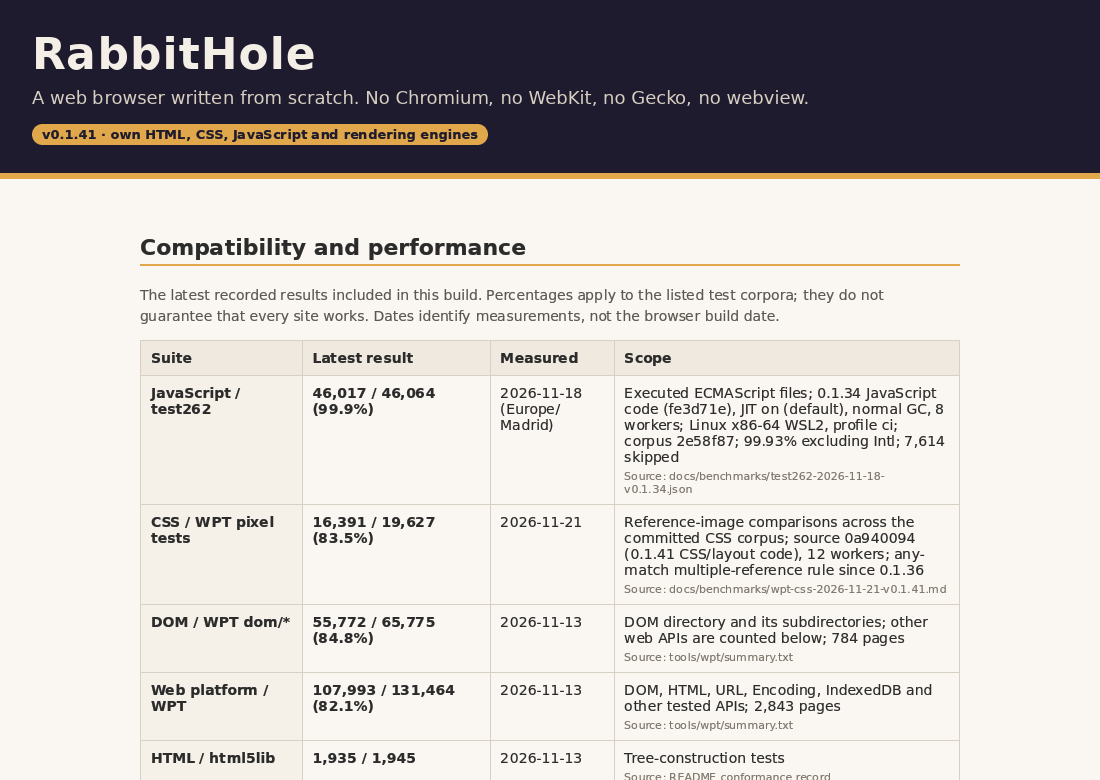 RabbitHole
A web browser written from scratch. No Chromium, no WebKit, no Gecko, no webview.
v0.1.41 · own HTML, CSS, JavaScript and rendering engines
Compatibility and performance
The latest recorded results included in this build. Percentages apply to the listed test corpora; they do not
guarantee that every site works. Dates identify measurements, not the browser build date.
Suite
Latest result
Measured
Scope
JavaScript /
test262
46,017 / 46,064
(99.9%)
2026-11-18
(Europe/
Madrid)
Executed ECMAScript files; 0.1.34 JavaScript
code (fe3d71e), JIT on (default), normal GC, 8
workers; Linux x86-64 WSL2, profile ci;
corpus 2e58f87; 99.93% excluding Intl; 7,614
skipped
Source: docs/benchmarks/test262-2026-11-18-
v0.1.34.json
CSS / WPT pixel
tests
16,391 / 19,627
(83.5%)
2026-11-21
Reference-image comparisons across the
committed CSS corpus; source 0a940094
(0.1.41 CSS/layout code), 12 workers; any-
match multiple-reference rule since 0.1.36
Source: docs/benchmarks/wpt-css-2026-11-21-v0.1.41.md
DOM / WPT dom/*
55,772 / 65,775
(84.8%)
2026-11-13
DOM directory and its subdirectories; other
web APIs are counted below; 784 pages
Source: tools/wpt/summary.txt
Web platform /
WPT
107,993 / 131,464
(82.1%)
2026-11-13
DOM, HTML, URL, Encoding, IndexedDB and
other tested APIs; 2,843 pages
Source: tools/wpt/summary.txt
HTML / html5lib
1,935 / 1,945
2026-11-13
Tree-construction tests
Source: README conformance record